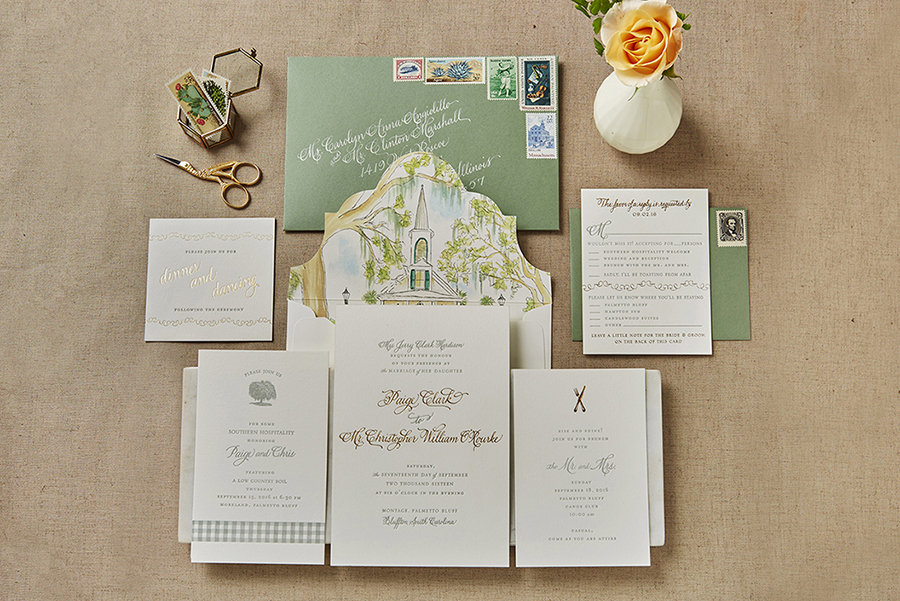 Ms. Carolyn Anna Angiolillo
and Mr. Clinton Marshall
Roscoe
Illinois
Massachusetts
PLEASE JOIN US FOR
dinner
and
dancing
FOLLOWING THE CEREMONY
The favor of a reply is requested by
09.02.16
M
WOULDN'T MISS IT! ACCEPTING FOR PERSONS
SOUTHERN HOSPITALITY WELCOME
WEDDING AND RECEPTION
BRUNCH WITH THE MR. AND MRS.
SADLY, I'LL BE TOASTING FROM AFAR
PLEASE LET US KNOW WHERE YOU'LL BE STAYING
PALMETTO BLUFF
HAMPTON INN
CANDLEWOOD SUITES
OTHER
LEAVE A LITTLE NOTE FOR THE BRIDE & GROOM
ON THE BACK OF THIS CARD
PLEASE JOIN US
FOR SOME
SOUTHERN HOSPITALITY
HONORING
Paige and Chris
FEATURING
A LOW COUNTRY BOIL
THURSDAY
SEPTEMBER 15, 2016 AT 6:30 PM
MORELAND, PALMETTO BLUFF
Mrs. Jerry Clark Hardison
REQUESTS THE HONOUR
OF YOUR PRESENCE AT
THE MARRIAGE OF HER DAUGHTER
Paige Clark
to
Mr. Christopher William O'Rourke
SATURDAY,
THE SEVENTEENTH DAY OF SEPTEMBER
TWO THOUSAND SIXTEEN
AT SIX O'CLOCK IN THE EVENING
MONTAGE, PALMETTO BLUFF
Bluffton, South Carolina
RISE AND SHINE!
JOIN US FOR BRUNCH
WITH
the Mr. and Mrs.
SUNDAY
SEPTEMBER 18, 2016
PALMETTO BLUFF
CANOE CLUB
10:00 AM
CASUAL,
COME AS YOU ARE ATTIRE